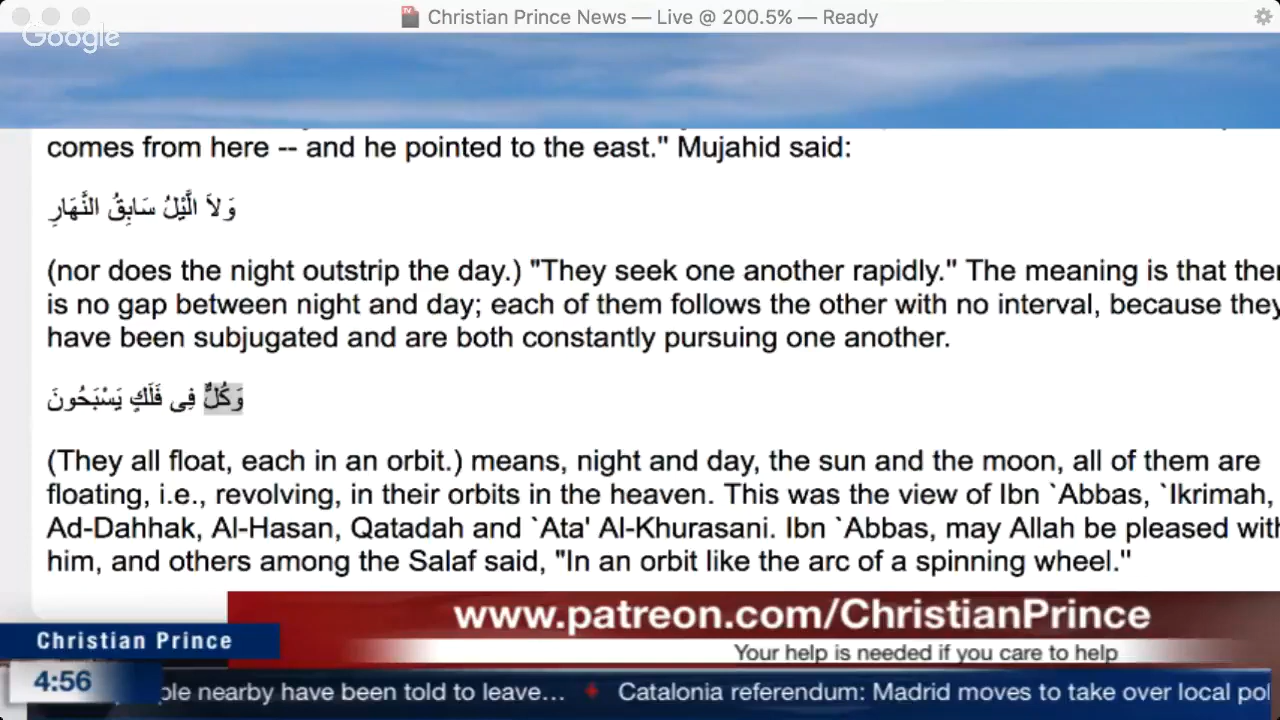 Christian Prince News — Live @ 200.5% — Ready
Google
comes from here -- and he pointed to the east." Mujahid said:
وَلاَ الَّيْلُ سَابِقُ النَّهَارِ
(nor does the night outstrip the day.) "They seek one another rapidly." The meaning is that
is no gap between night and day; each of them follows the other with no interval, because they
have been subjugated and are both constantly pursuing one another.
وَكُلٌّ فِى فَلَكٍ يَسْبَحُونَ
(They all float, each in an orbit.) means, night and day, the sun and the moon, all of them are
floating, i.e., revolving, in their orbits in the heaven. This was the view of Ibn `Abbas, `Ikrimah,
Ad-Dahhak, Al-Hasan, Qatadah and `Ata' Al-Khurasani. Ibn `Abbas, may Allah be pleased with
him, and others among the Salaf said, "In an orbit like the arc of a spinning wheel."
www.patreon.com/ChristianPrince
Your help is needed if you care to help
Christian Prince
4:56
nearby have been told to leave... Catalonia referendum: Madrid moves to take over local